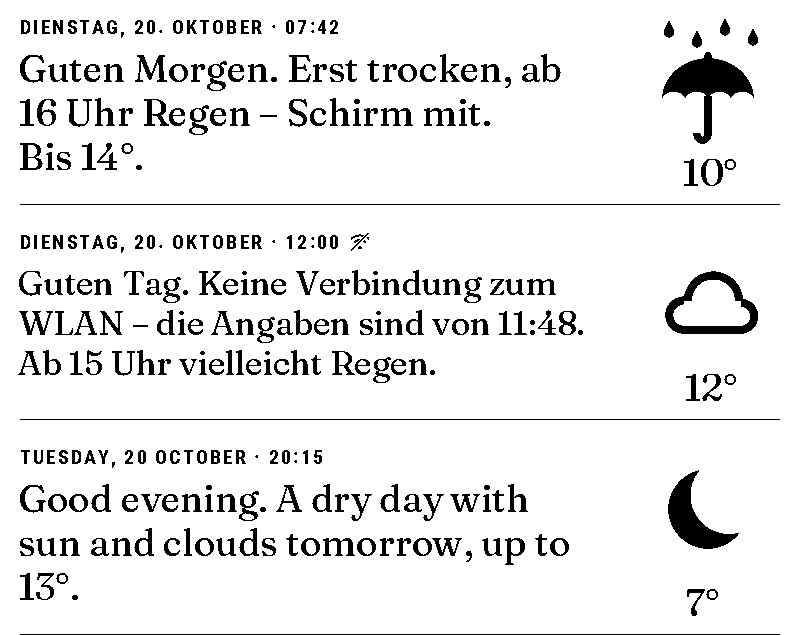 DIENSTAG, 20. OKTOBER · 07:42
Guten Morgen. Erst trocken, ab
16 Uhr Regen – Schirm mit.
Bis 14°.
10°
DIENSTAG, 20. OKTOBER · 12:00
Guten Tag. Keine Verbindung zum
WLAN – die Angaben sind von 11:48.
Ab 15 Uhr vielleicht Regen.
12°
TUESDAY, 20 OCTOBER · 20:15
Good evening. A dry day with
sun and clouds tomorrow, up to
13°.
7°